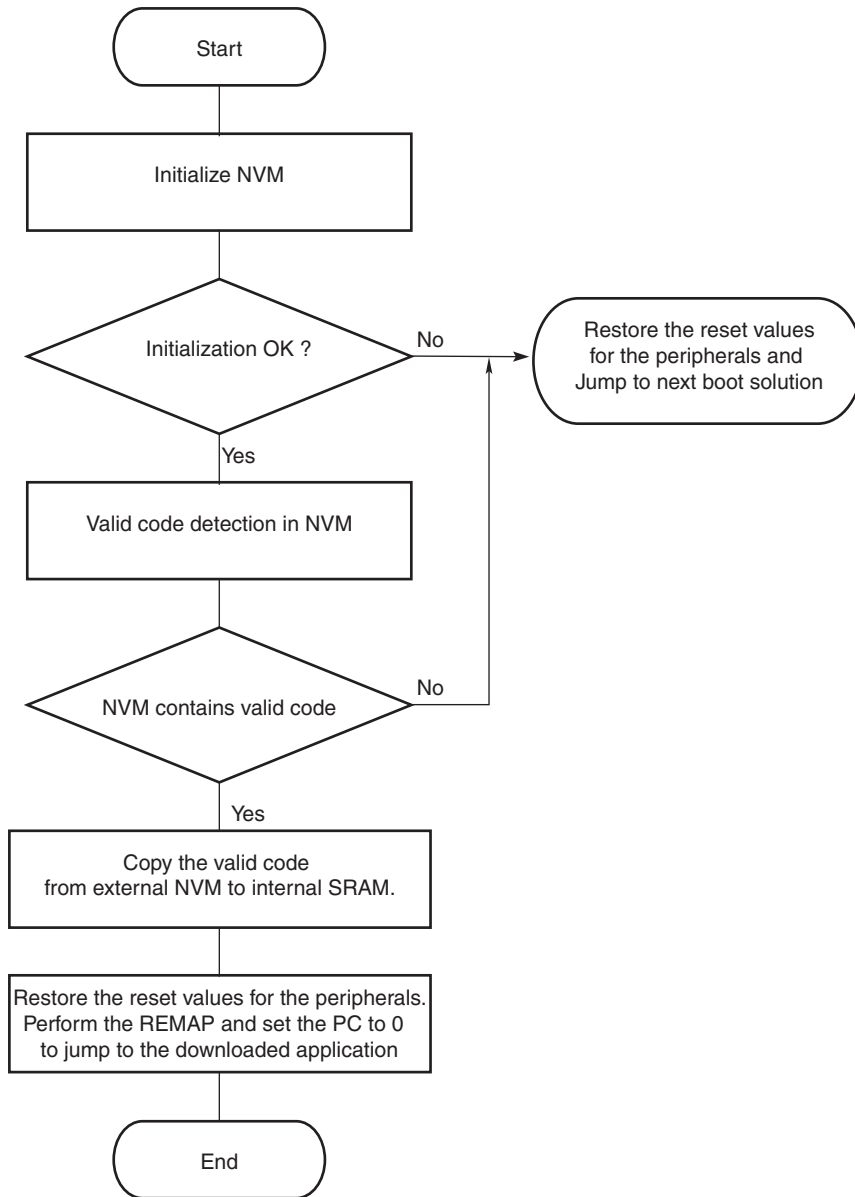 Start
Initialize NVM
Initialization OK ?
No
Restore the reset values
for the peripherals and
Jump to next boot solution
Yes
Valid code detection in NVM
NVM contains valid code
No
Yes
Copy the valid code
from external NVM to internal SRAM.
Restore the reset values for the peripherals.
Perform the REMAP and set the PC to 0
to jump to the downloaded application
End